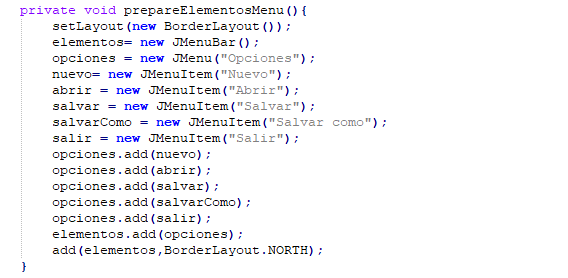 private void prepareElementosMenu(){
setLayout(new BorderLayout());
elementos= new JMenuBar();
opciones = new JMenu("Opciones");
nuevo= new JMenuItem("Nuevo");
abrir = new JMenuItem("Abrir");
salvar = new JMenuItem("Salvar");
salvarComo = new JMenuItem("Salvar como");
salir = new JMenuItem("Salir");
opciones.add(nuevo);
opciones.add(abrir);
opciones.add(salvar);
opciones.add(salvarComo);
opciones.add(salir);
elementos.add(opciones);
add(elementos,BorderLayout.NORTH);
}